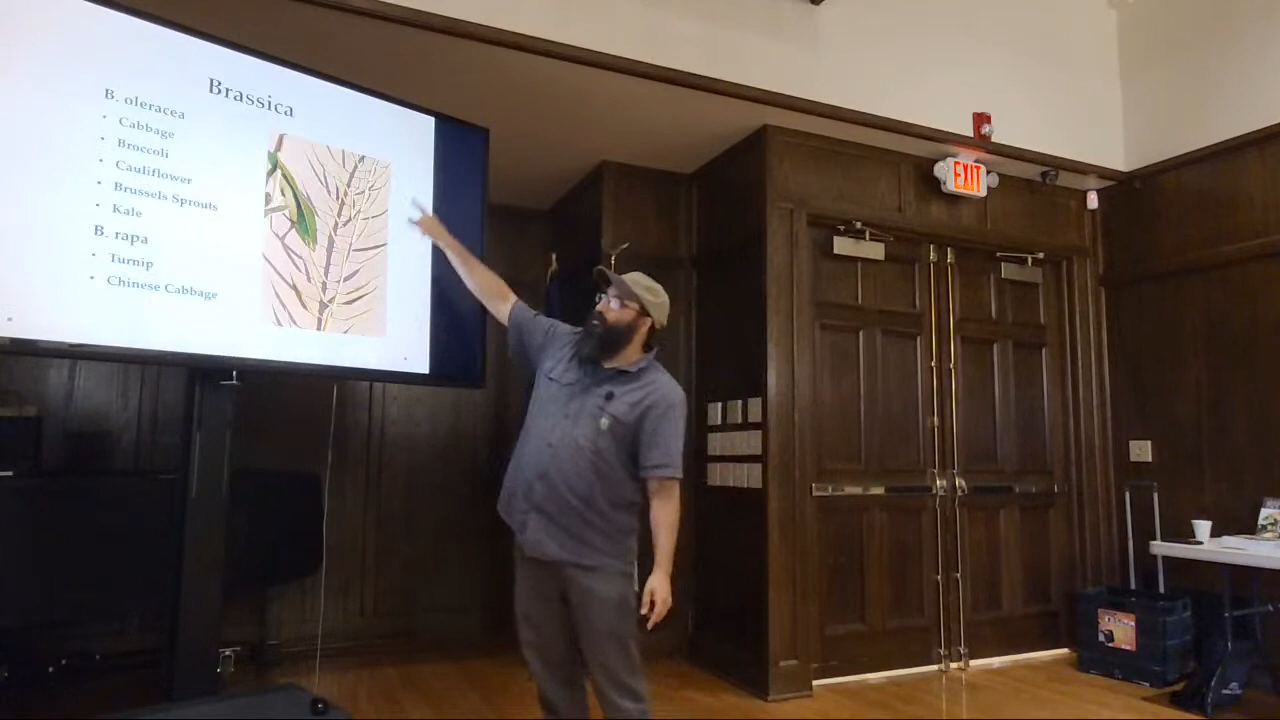 Brassica
B. oleracea
• Cabbage
• Broccoli
• Cauliflower
• Brussels Sprouts
• Kale
B. rapa
• Turnip
• Chinese Cabbage
EXIT